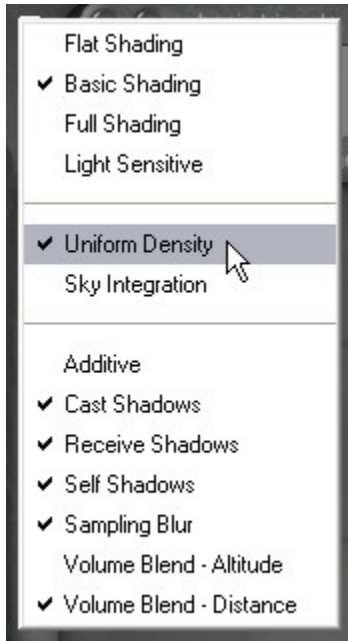 Flat Shading
Basic Shading
Full Shading
Light Sensitive
Uniform Density
Sky Integration
Additive
Cast Shadows
Receive Shadows
Self Shadows
Sampling Blur
Volume Blend - Altitude
Volume Blend - Distance